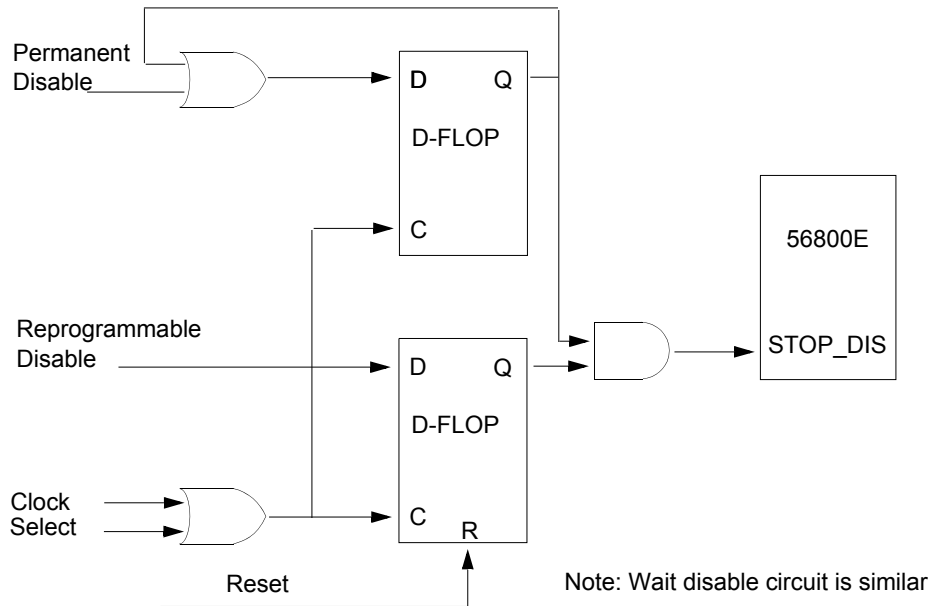 Permanent
Disable
D Q
D-FLOP
C
56800E
STOP_DIS
Reprogrammable
Disable
D Q
D-FLOP
C
R
Clock
Select
Reset
Note: Wait disable circuit is similar